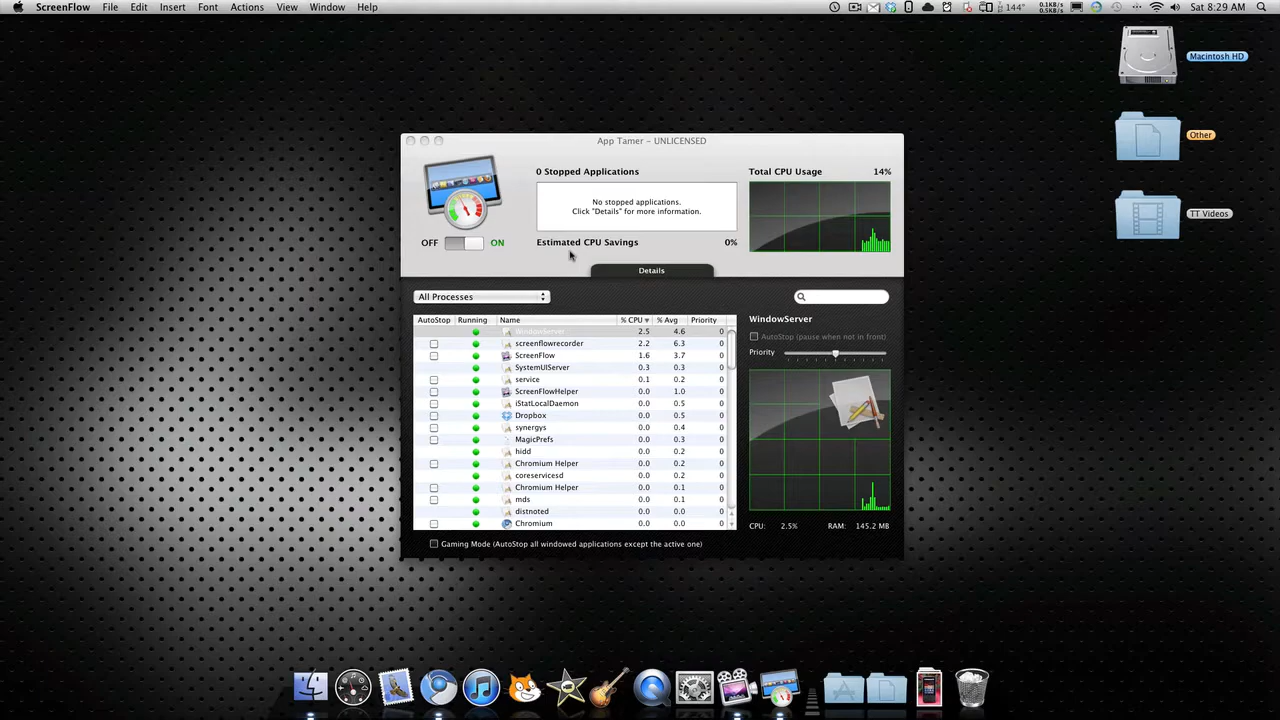 ScreenFlow File Edit Insert Font Actions View Window Help 144° 0.1KB/s 0.5KB/s Sat 8:29 AM
Macintosh HD
Other
TT Videos
App Tamer – UNLICENSED
0 Stopped Applications
No stopped applications.
Click "Details" for more information.
Estimated CPU Savings 0%
Total CPU Usage 14%
OFF ON
Details
All Processes
AutoStop Running Name % CPU % Avg Priority
WindowServer 2.5 4.6 0
screenflowrecorder 2.2 6.3 0
ScreenFlow 1.6 3.7 0
SystemUIServer 0.3 0.3 0
service 0.1 0.2 0
ScreenFlowHelper 0.0 1.0 0
iStatLocalDaemon 0.0 0.5 0
Dropbox 0.0 0.5 0
synergys 0.0 0.4 0
MagicPrefs 0.0 0.3 0
hidd 0.0 0.2 0
Chromium Helper 0.0 0.2 0
coreservicesd 0.0 0.2 0
Chromium Helper 0.0 0.1 0
mds 0.0 0.1 0
distnoted 0.0 0.0 0
Chromium 0.0 0.0 0
WindowServer
AutoStop (pause when not in front)
Priority
CPU: 2.5% RAM: 145.2 MB
Gaming Mode (AutoStop all windowed applications except the active one)